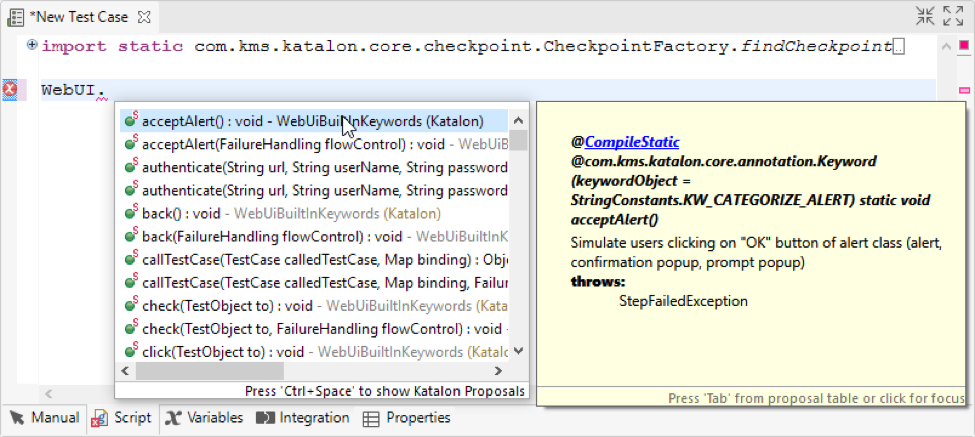 *New Test Case
import static com.kms.katalon.core.checkpoint.CheckpointFactory.findCheckpoint
WebUI.
acceptAlert() : void - WebUiBuiltInKeywords (Katalon)
acceptAlert(FailureHandling flowControl) : void - WebUiB
authenticate(String url, String userName, String password
authenticate(String url, String userName, String password
back() : void - WebUiBuiltInKeywords (Katalon)
back(FailureHandling flowControl) : void - WebUiBuiltInK
callTestCase(TestCase calledTestCase, Map binding) : Obje
callTestCase(TestCase calledTestCase, Map binding, Failur
check(TestObject to) : void - WebUiBuiltInKeywords (Kata
check(TestObject to, FailureHandling flowControl) : void -
click(TestObject to) : void - WebUiBuiltInKeywords (Katalo
Press 'Ctrl+Space' to show Katalon Proposals
@CompileStatic
@com.kms.katalon.core.annotation.Keyword
(keywordObject =
StringConstants.KW_CATEGORIZE_ALERT) static void
acceptAlert()
Simulate users clicking on "OK" button of alert class (alert,
confirmation popup, prompt popup)
throws:
StepFailedException
Press 'Tab' from proposal table or click for focus
Manual
Script
Variables
Integration
Properties